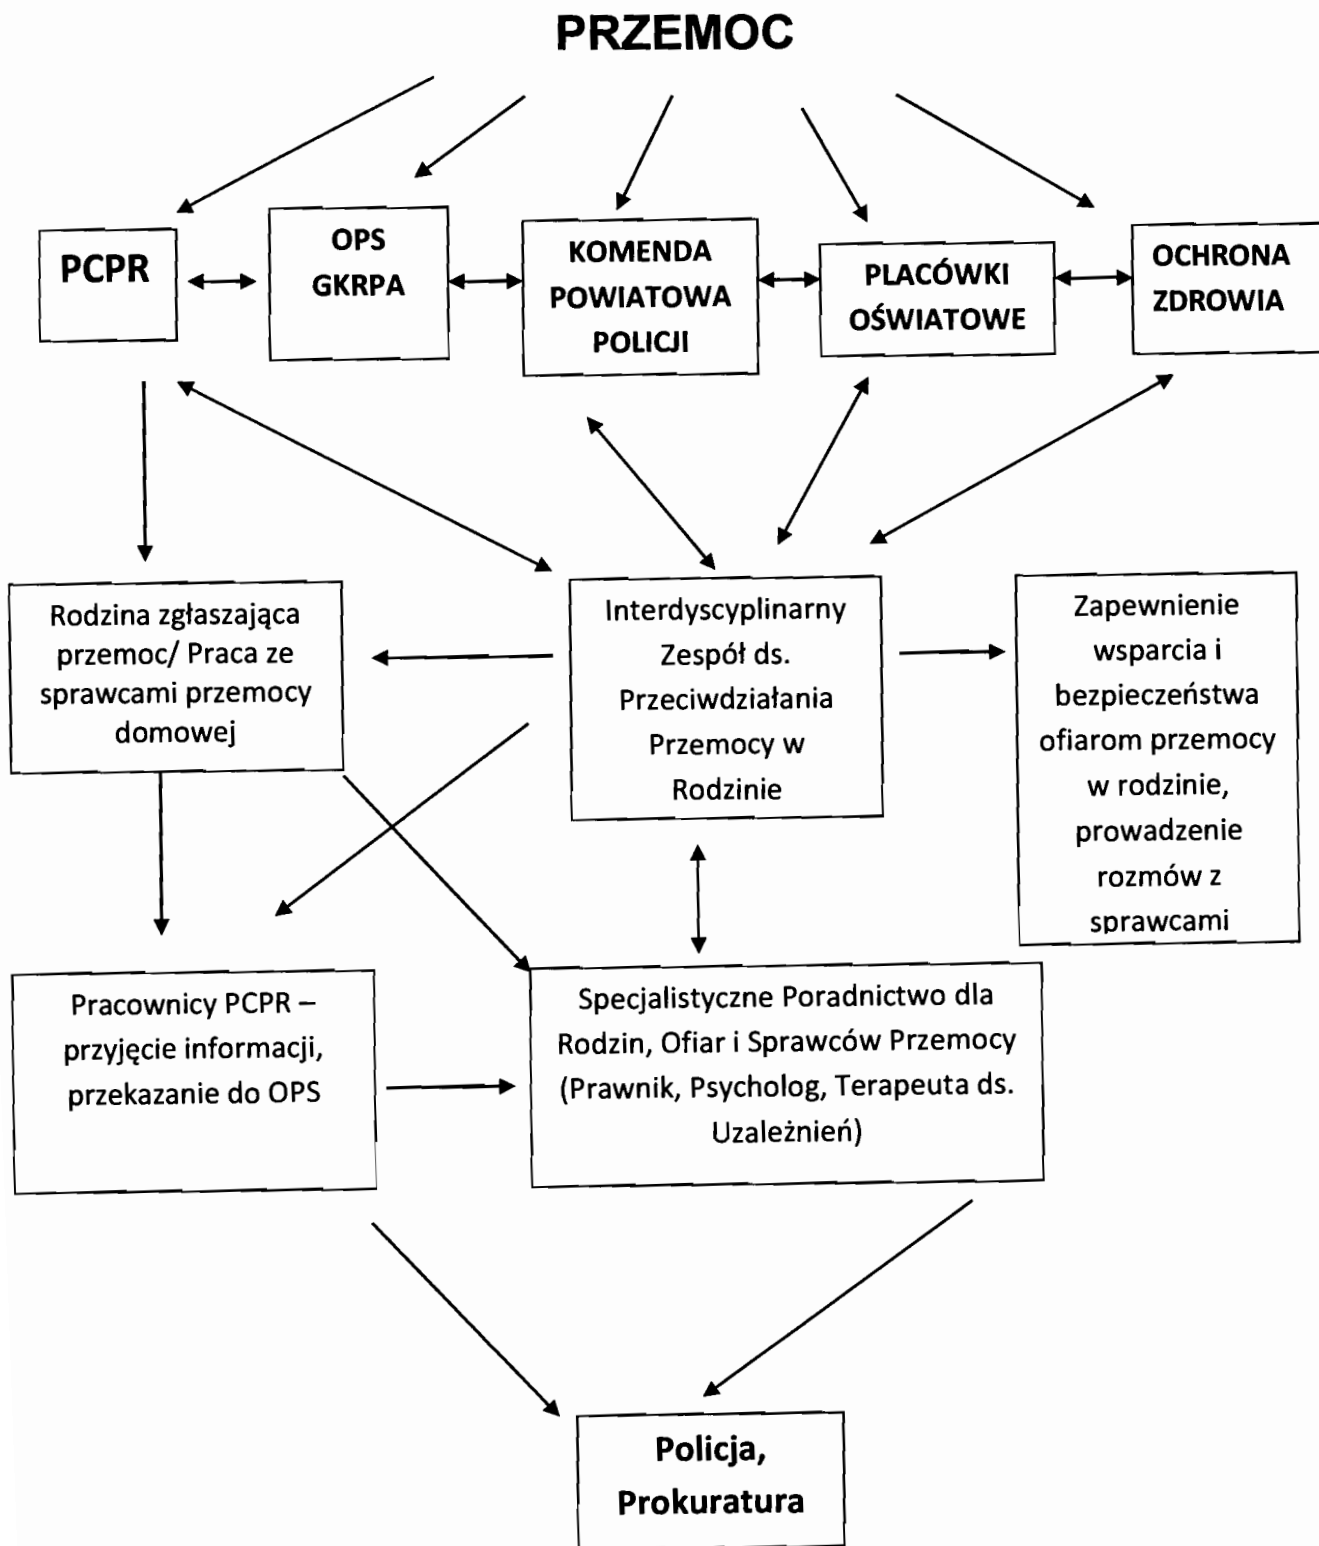 PRZEMOC
PCPR
OPS
GKRPA
KOMENDA
POWIATOWA
POLICJI
PLACÓWKI
OŚWIATOWE
OCHRONA
ZDROWIA
Rodzina zgłaszająca
przemoc/ Praca ze
sprawcami przemocy
domowej
Interdyscyplinarny
Zespół ds.
Przeciwdziałania
Przemocy w
Rodzinie
Zapewnienie
wsparcia i
bezpieczeństwa
ofiarom przemocy
w rodzinie,
prowadzenie
rozmów z
sprawcami
Pracownicy PCPR –
przyjęcie informacji,
przekazanie do OPS
Specjalistyczne Poradnictwo dla
Rodzin, Ofiar i Sprawców Przemocy
(Prawnik, Psycholog, Terapeuta ds.
Uzależnień)
Policja,
Prokuratura